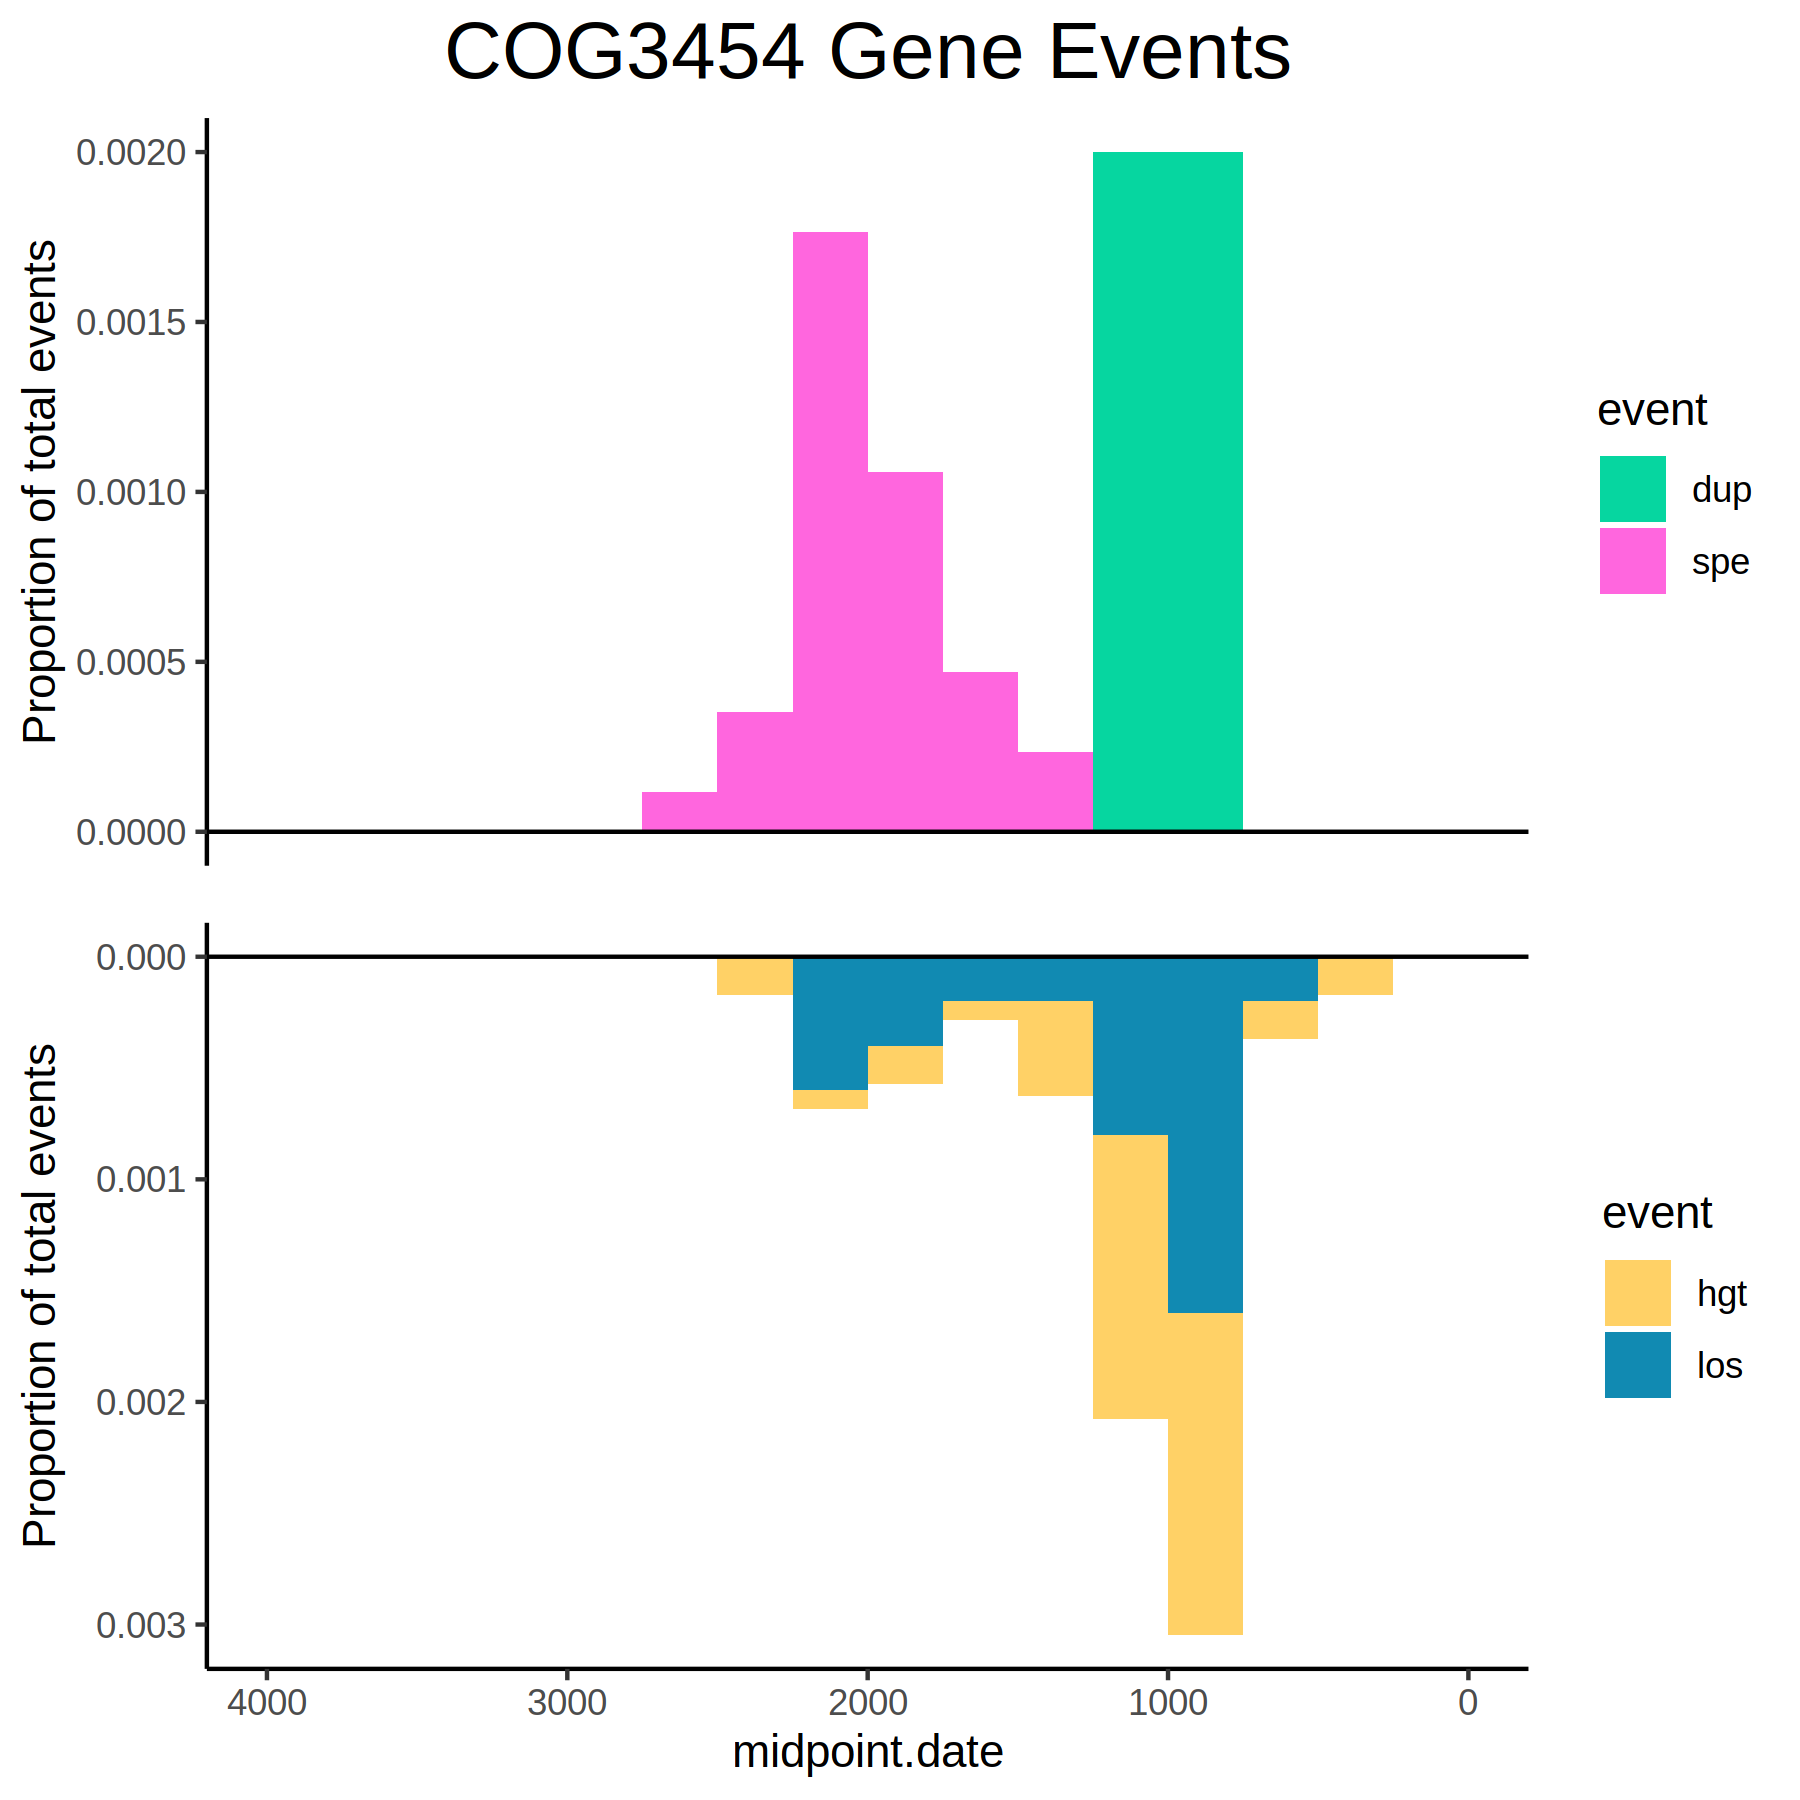 COG3454 Gene Events
Proportion of total events
0.0020
0.0015
0.0010
0.0005
0.0000
event
dup
spe
Proportion of total events
0.000
0.001
0.002
0.003
event
hgt
los
4000 3000 2000 1000 0
midpoint.date